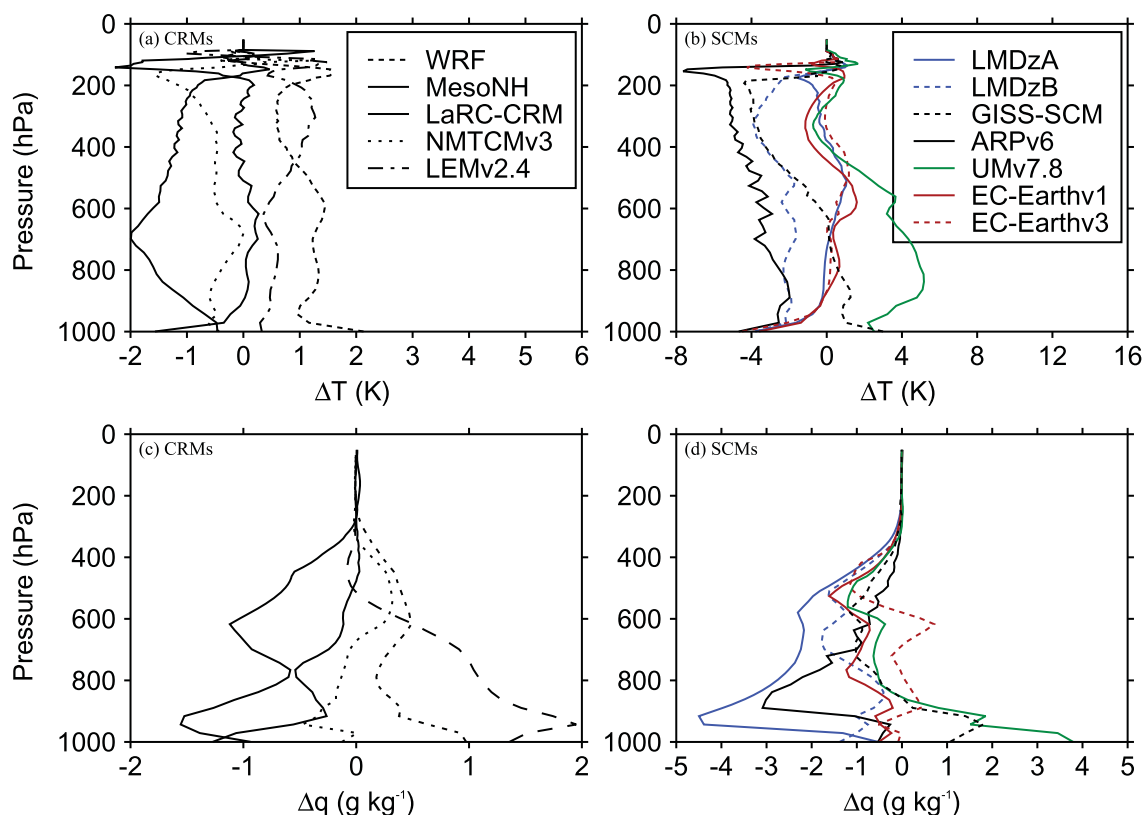 (a) CRMs
WRF
MesoNH
LaRC-CRM
NMTCMv3
LEMv2.4
0
200
400
600
800
1000
Pressure (hPa)
-2 -1 0 1 2 3 4 5 6
ΔT (K)
(b) SCMs
LMDzA
LMDzB
GISS-SCM
ARPv6
UMv7.8
EC-Earthv1
EC-Earthv3
0
200
400
600
800
1000
-8 -4 0 4 8 12 16
ΔT (K)
(c) CRMs
0
200
400
600
800
1000
Pressure (hPa)
-2 -1 0 1 2
Δq (g kg⁻¹)
(d) SCMs
0
200
400
600
800
1000
-5 -4 -3 -2 -1 0 1 2 3 4 5
Δq (g kg⁻¹)